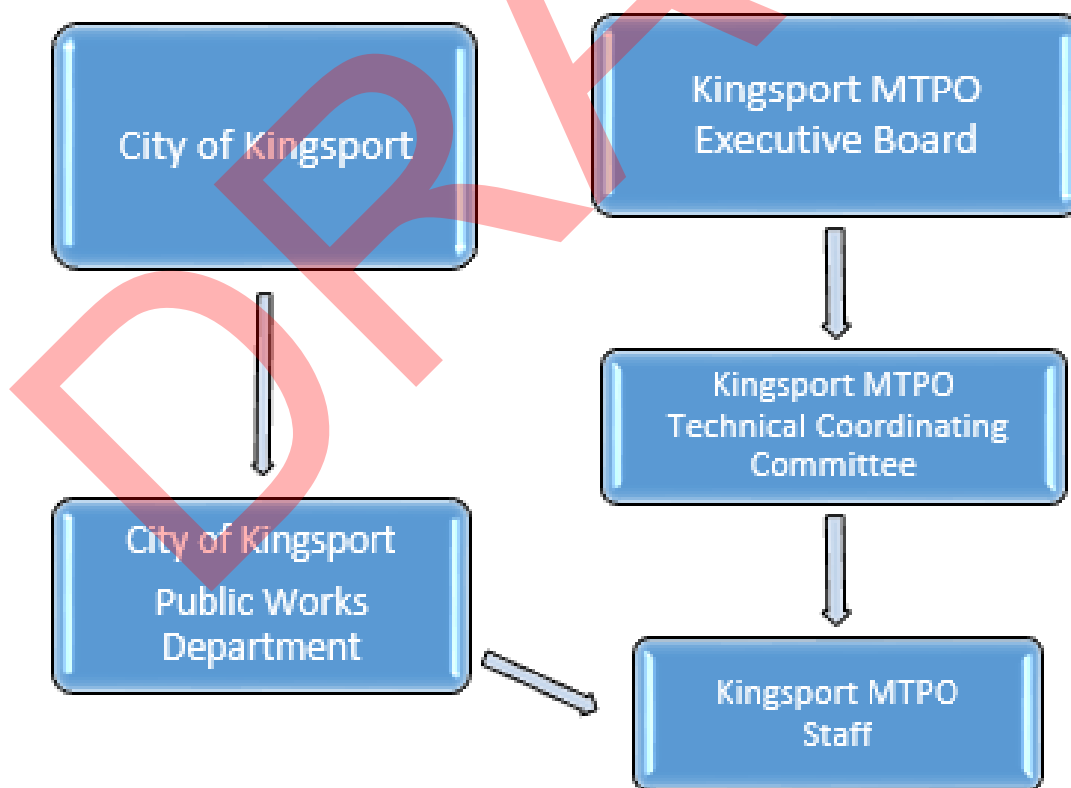 City of Kingsport
Kingsport MTPO
Executive Board
Kingsport MTPO
Technical Coordinating
Committee
City of Kingsport
Public Works
Department
Kingsport MTPO
Staff
DRA